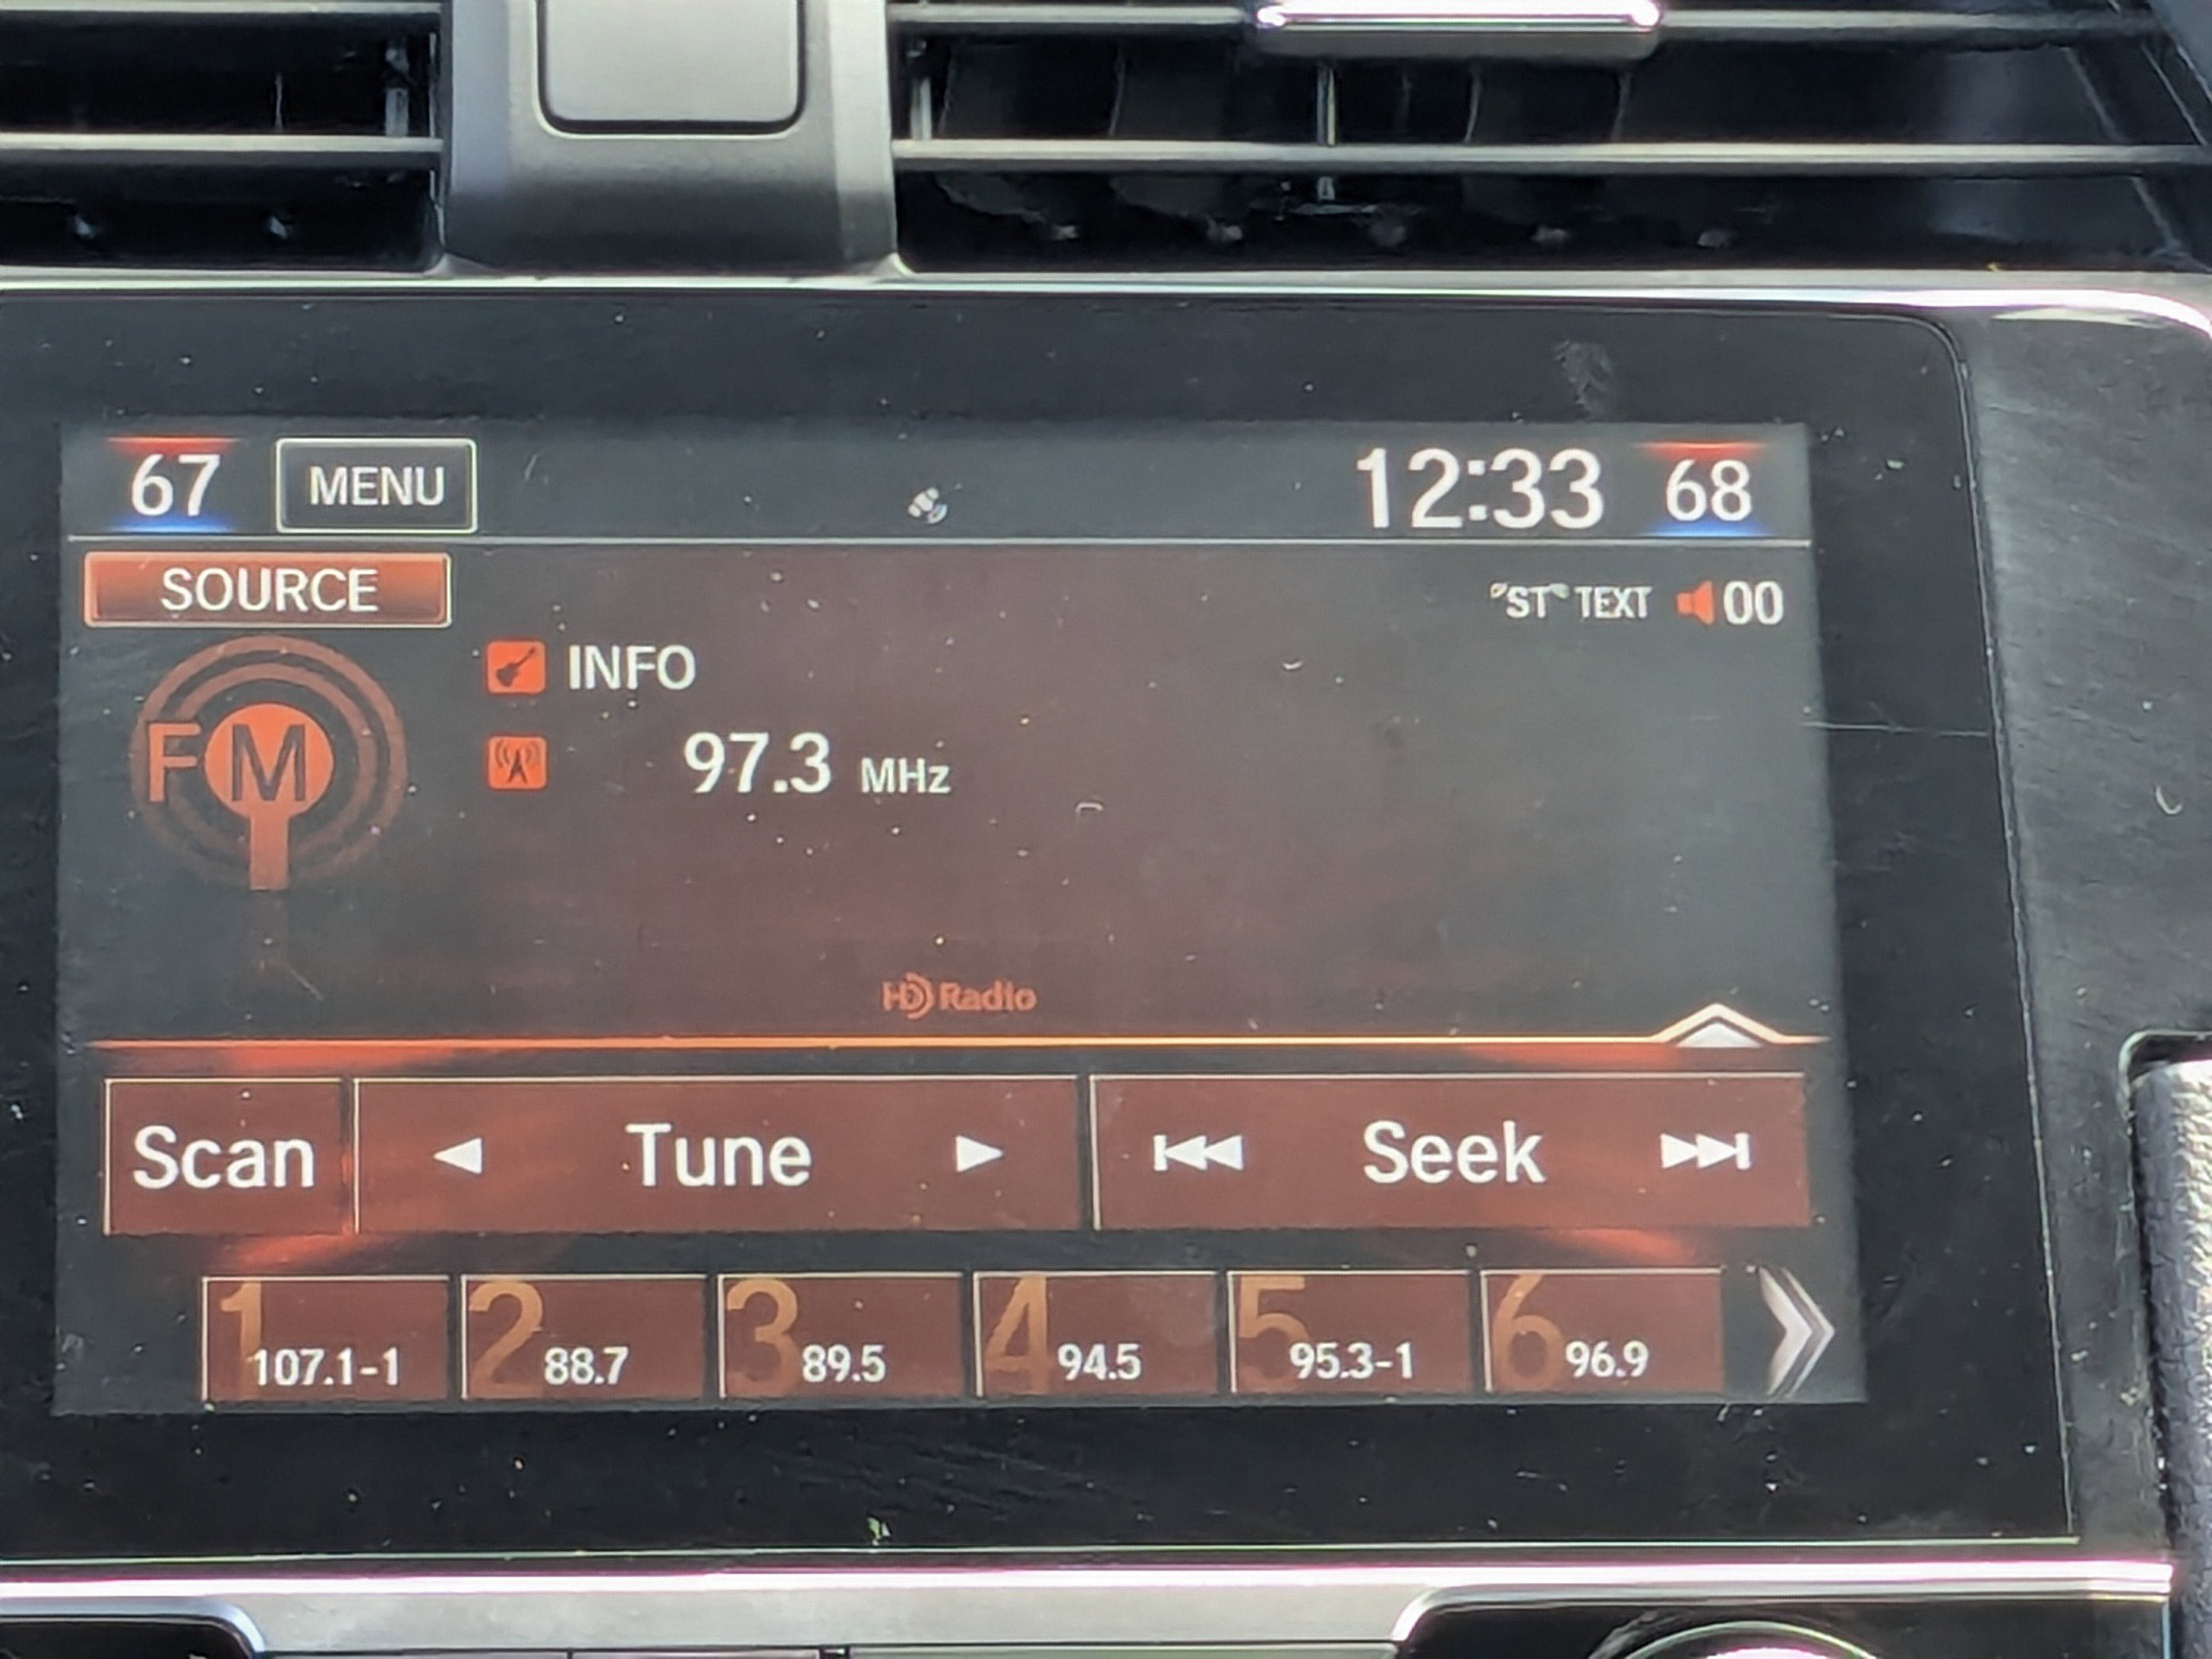 67 MENU 12:33 68
SOURCE "ST" TEXT 00
INFO
FM 97.3 MHz
HD Radio
Scan Tune Seek
1 107.1-1 2 88.7 3 89.5 4 94.5 5 95.3-1 6 96.9